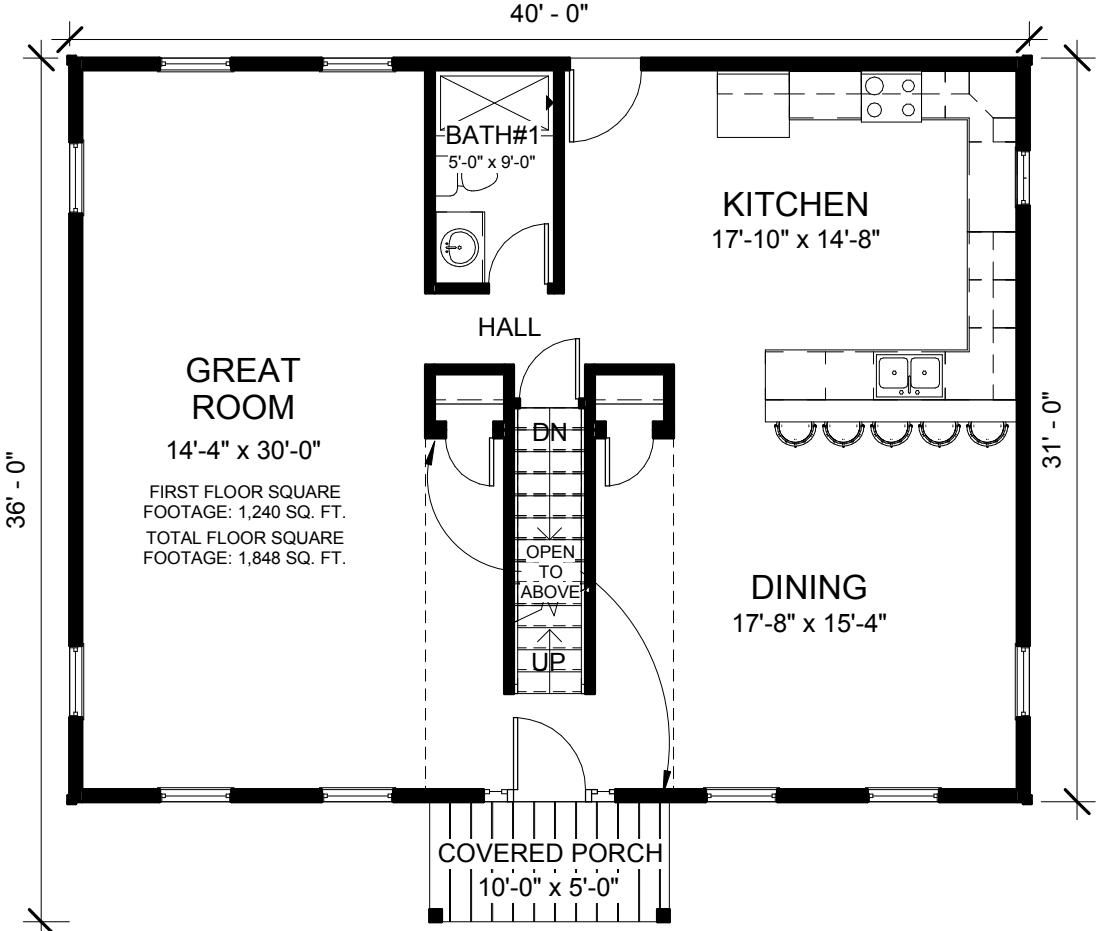 40' - 0"
BATH#1
5'-0" x 9'-0"
KITCHEN
17'-10" x 14'-8"
HALL
GREAT
ROOM
14'-4" x 30'-0"
FIRST FLOOR SQUARE
FOOTAGE: 1,240 SQ. FT.
TOTAL FLOOR SQUARE
FOOTAGE: 1,848 SQ. FT.
36' - 0"
DN
OPEN
TO
ABOVE
UP
31' - 0"
DINING
17'-8" x 15'-4"
COVERED PORCH
10'-0" x 5'-0"